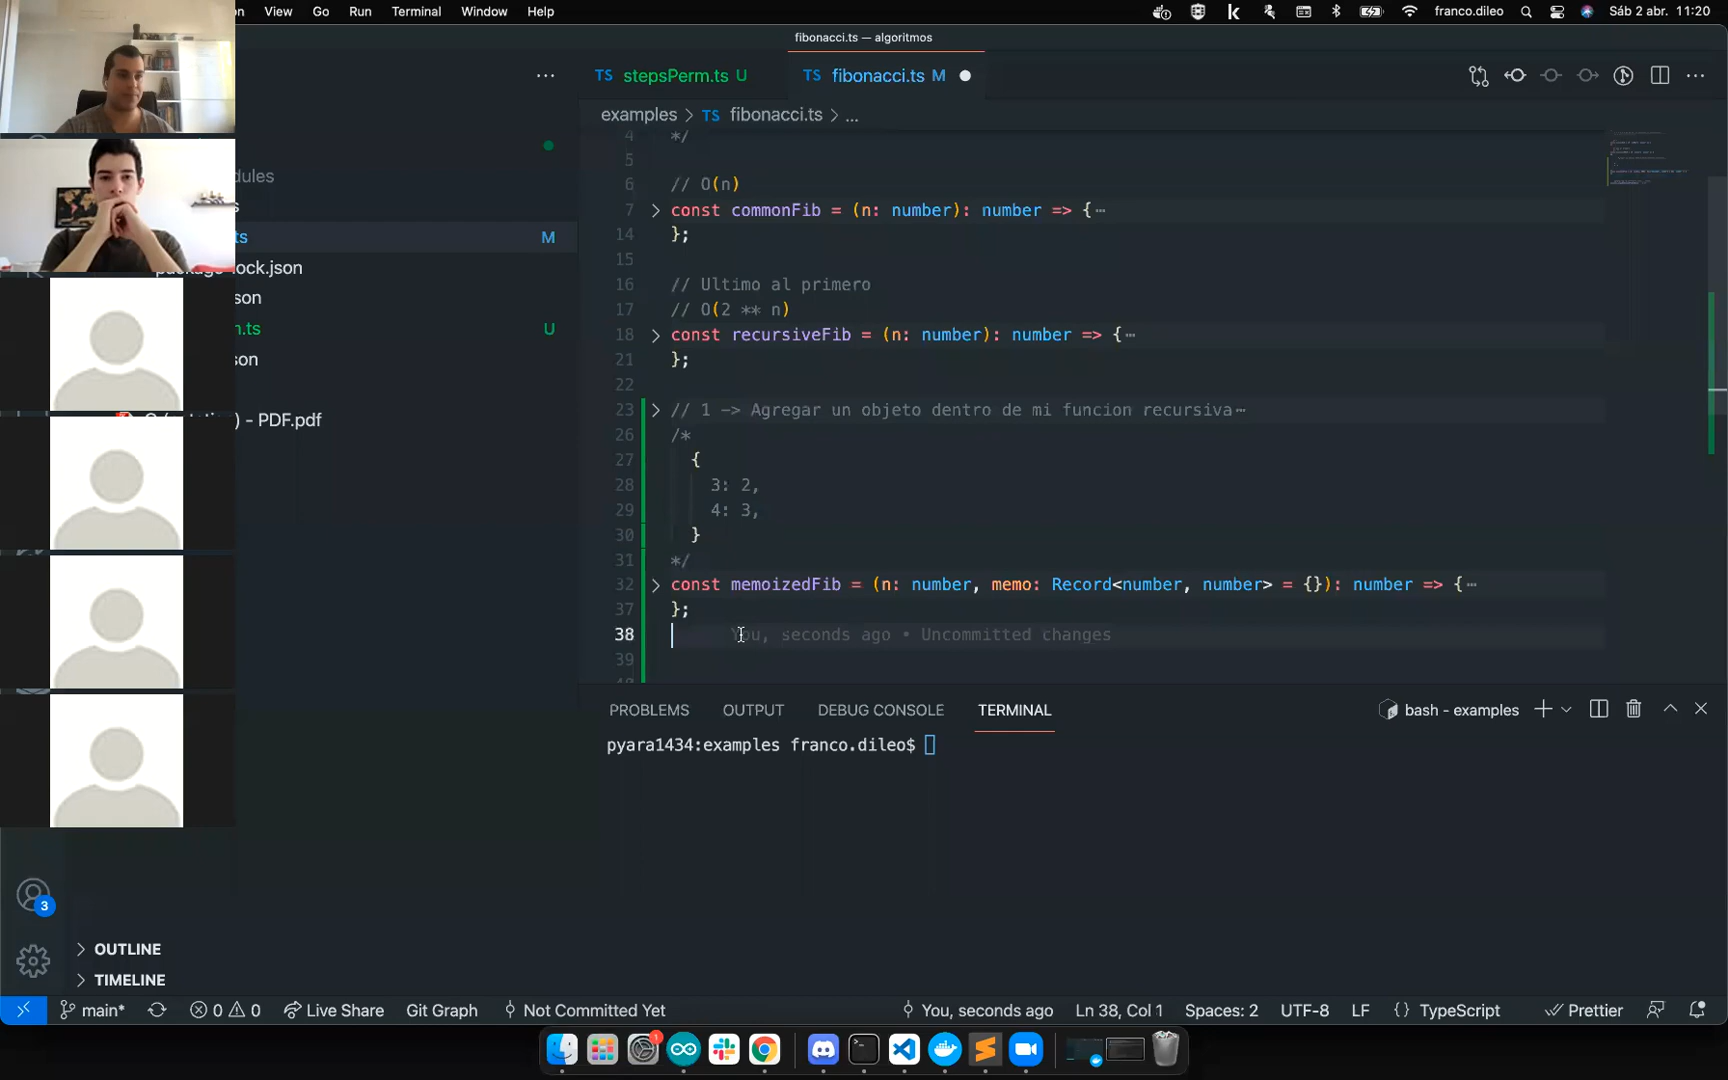 View Go Run Terminal Window Help
franco.dileo Sáb 2 abr. 11:20
fibonacci.ts — algoritmos
TS stepsPerm.ts U
TS fibonacci.ts M
examples > TS fibonacci.ts > ...
4 */
5
6 // O(n)
7 const commonFib = (n: number): number => {
14 };
15
16 // Ultimo al primero
17 // O(2 ** n)
18 const recursiveFib = (n: number): number => {
21 };
22
23 // 1 -> Agregar un objeto dentro de mi funcion recursiva
26 /*
27 {
28 3: 2,
29 4: 3,
30 }
31 */
32 const memoizedFib = (n: number, memo: Record<number, number> = {}): number => {
37 };
38 You, seconds ago • Uncommitted changes
39
dules
s
ts M
package-lock.json
son
n.ts U
son
) - PDF.pdf
PROBLEMS OUTPUT DEBUG CONSOLE TERMINAL
bash - examples
pyara1434:examples franco.dileo$
3
OUTLINE
TIMELINE
main* 0 0 Live Share Git Graph Not Committed Yet You, seconds ago Ln 38, Col 1 Spaces: 2 UTF-8 LF {} TypeScript Prettier
1